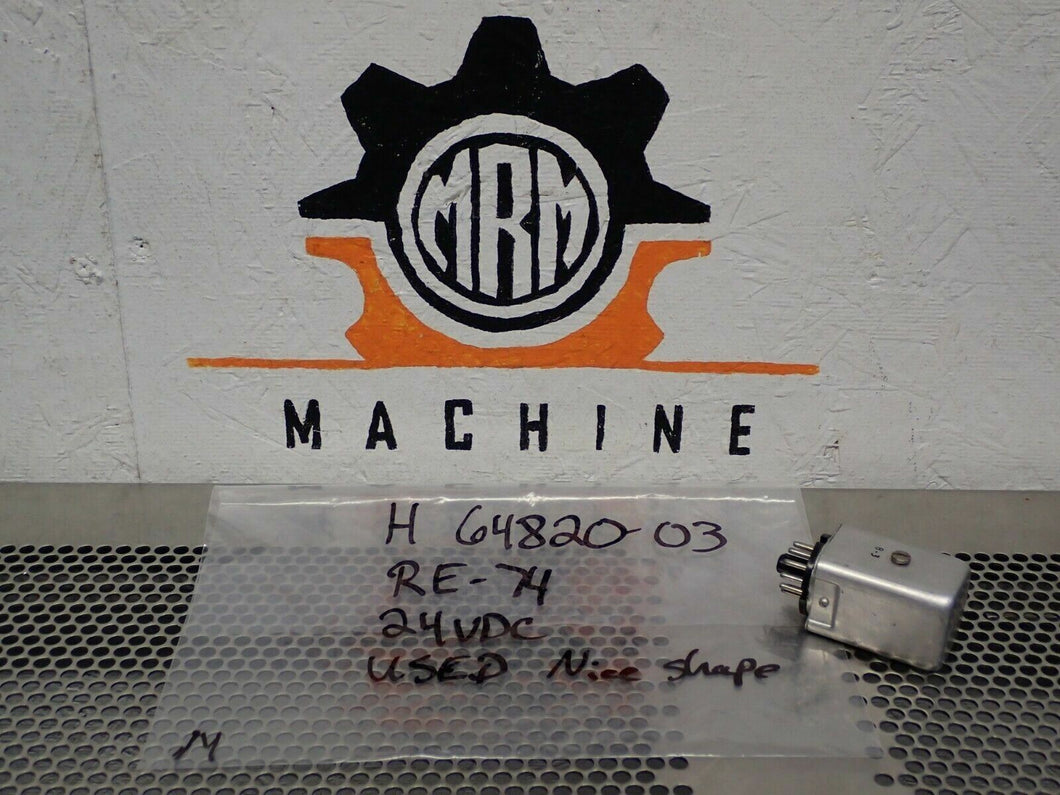 MRM
MACHINE
H 64820-03
RE-74
24VDC
USED Nice shape
M